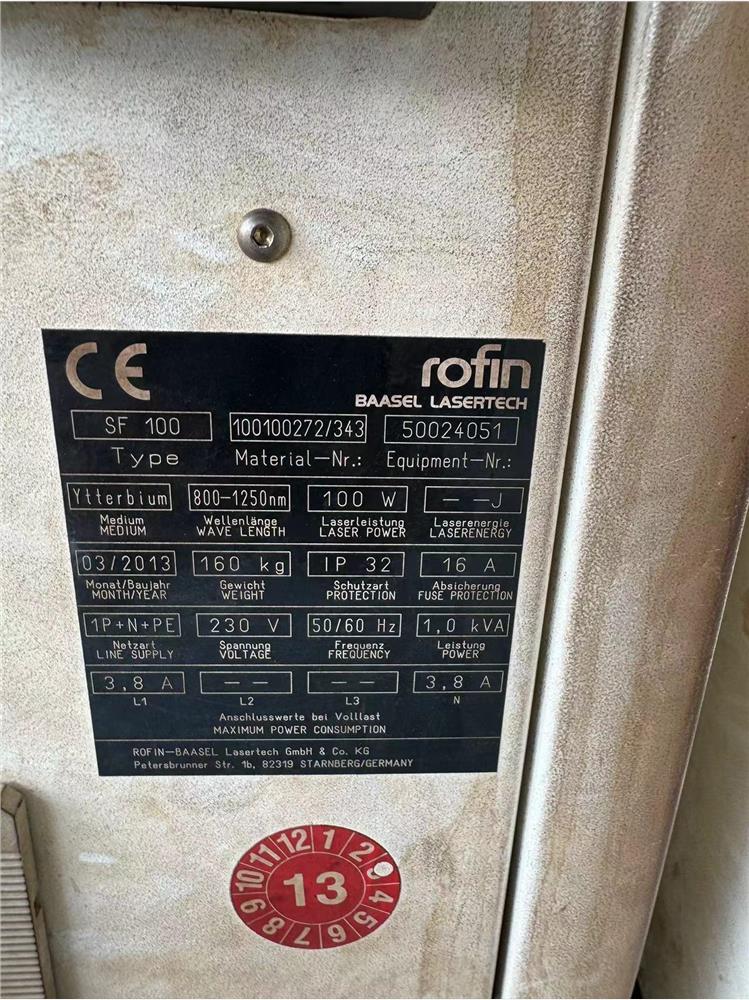 CE rofin
BAASEL LASERTECH
SF 100 100100272/343 50024051
Type Material-Nr.: Equipment-Nr.:
Ytterbium 800-1250nm 100 W --J
Medium Wellenlänge Laserleistung Laserenergie
MEDIUM WAVE LENGTH LASER POWER LASERENERGY
03/2013 160 kg IP 32 16 A
Monat/Baujahr Gewicht Schutzart Absicherung
MONTH/YEAR WEIGHT PROTECTION FUSE PROTECTION
1P+N+PE 230 V 50/60 Hz 1,0 kVA
Netzart Spannung Frequenz Leistung
LINE SUPPLY VOLTAGE FREQUENCY POWER
3,8 A -- -- 3,8 A
L1 L2 L3 N
Anschlusswerte bei Volllast
MAXIMUM POWER CONSUMPTION
ROFIN-BAASEL Lasertech GmbH & Co. KG
Petersbrunner Str. 1b, 82319 STARNBERG/GERMANY
12 1 2 4 5 6 7 8 9 10 11
13